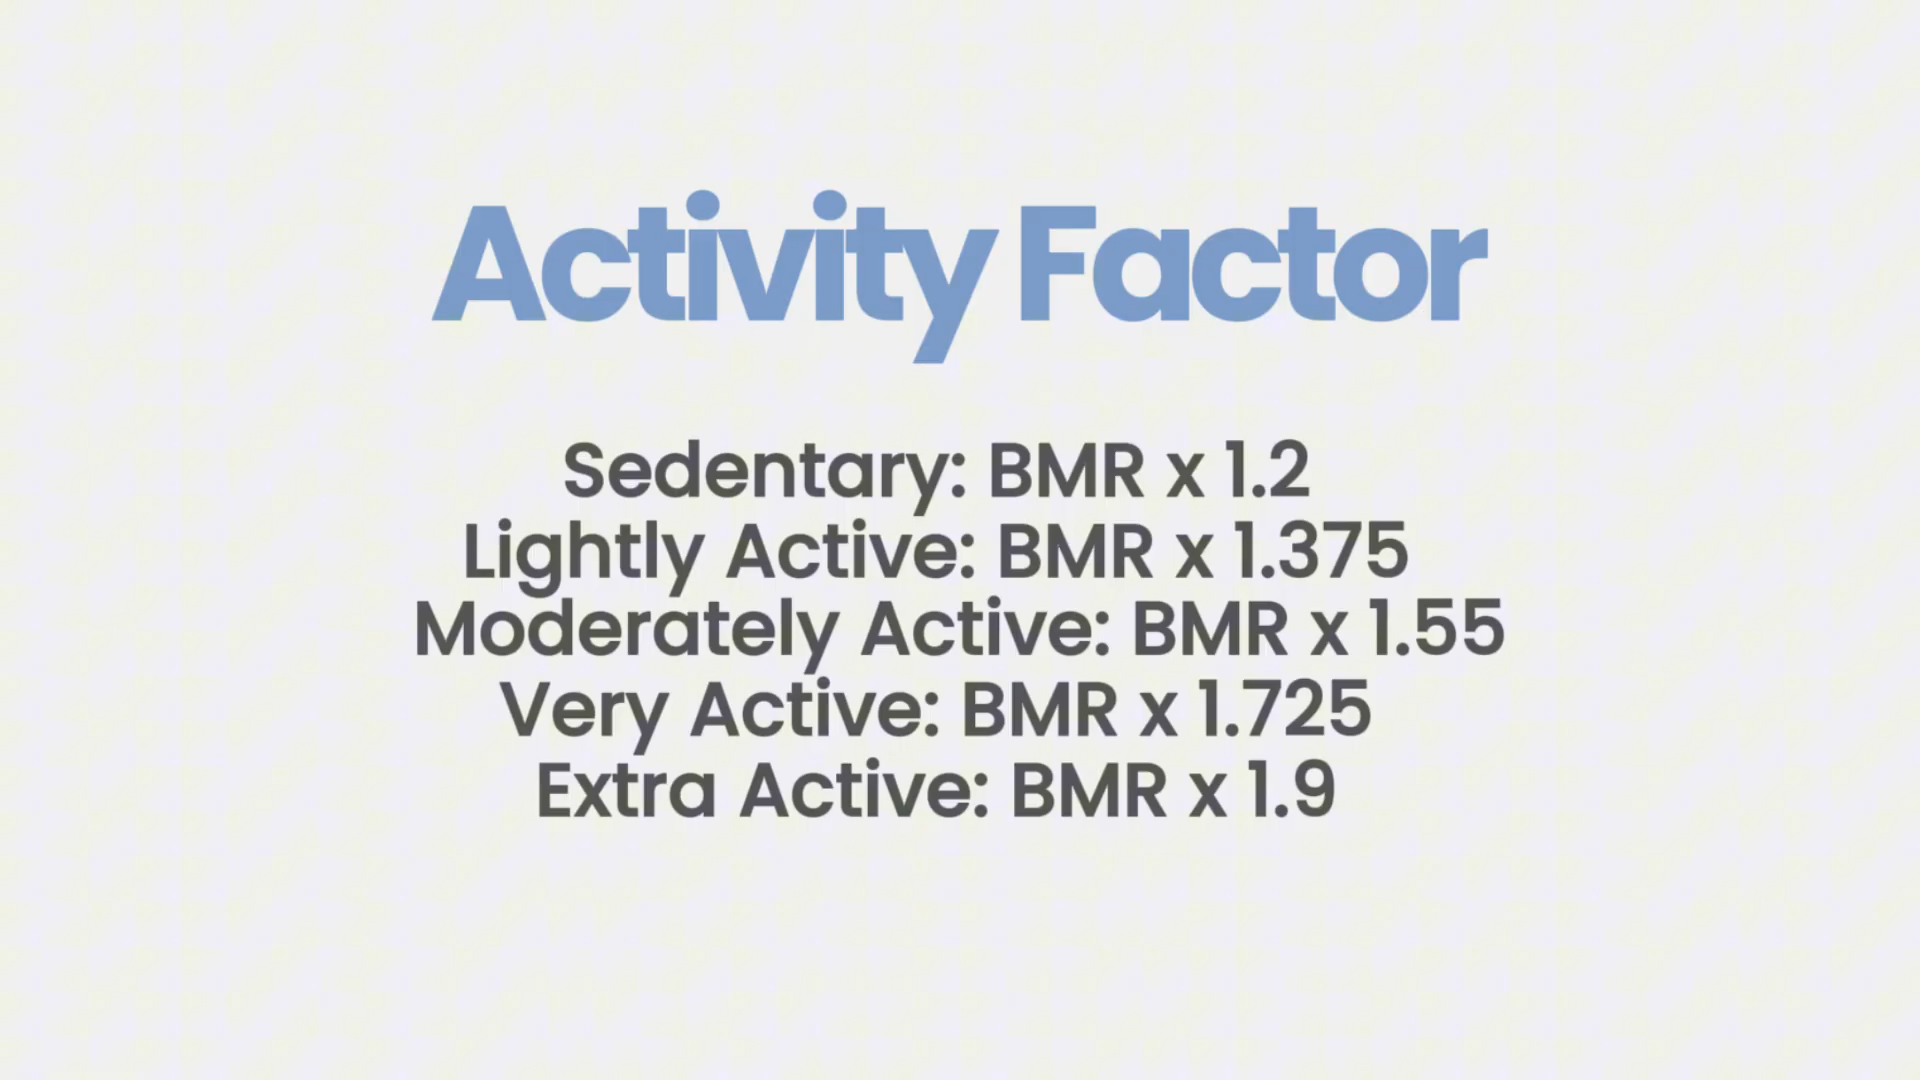 Activity Factor
Sedentary: BMR x 1.2
Lightly Active: BMR x 1.375
Moderately Active: BMR x 1.55
Very Active: BMR x 1.725
Extra Active: BMR x 1.9